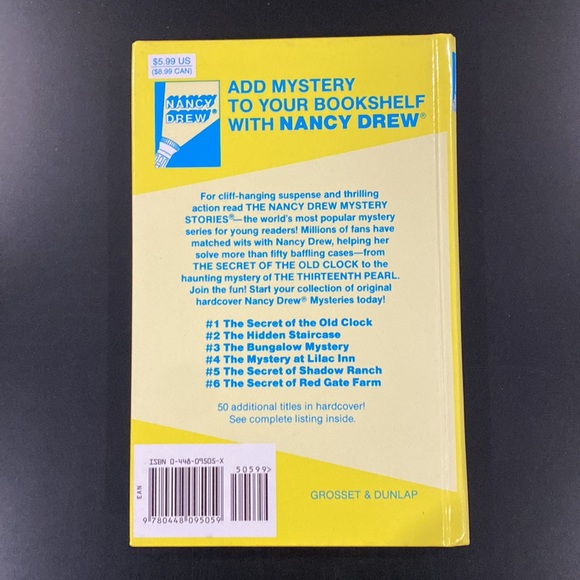 $5.99 US
($8.99 CAN)
NANCY
DREW®
ADD MYSTERY
TO YOUR BOOKSHELF
WITH NANCY DREW®
For cliff-hanging suspense and thrilling
action read THE NANCY DREW MYSTERY
STORIES®—the world's most popular mystery
series for young readers! Millions of fans have
matched wits with Nancy Drew, helping her
solve more than fifty baffling cases—from
THE SECRET OF THE OLD CLOCK to the
haunting mystery of THE THIRTEENTH PEARL.
Join the fun! Start your collection of original
hardcover Nancy Drew® Mysteries today!
#1 The Secret of the Old Clock
#2 The Hidden Staircase
#3 The Bungalow Mystery
#4 The Mystery at Lilac Inn
#5 The Secret of Shadow Ranch
#6 The Secret of Red Gate Farm
50 additional titles in hardcover!
See complete listing inside.
ISBN 0-448-09505-X
50599>
EAN
9 780448 095059
GROSSET & DUNLAP